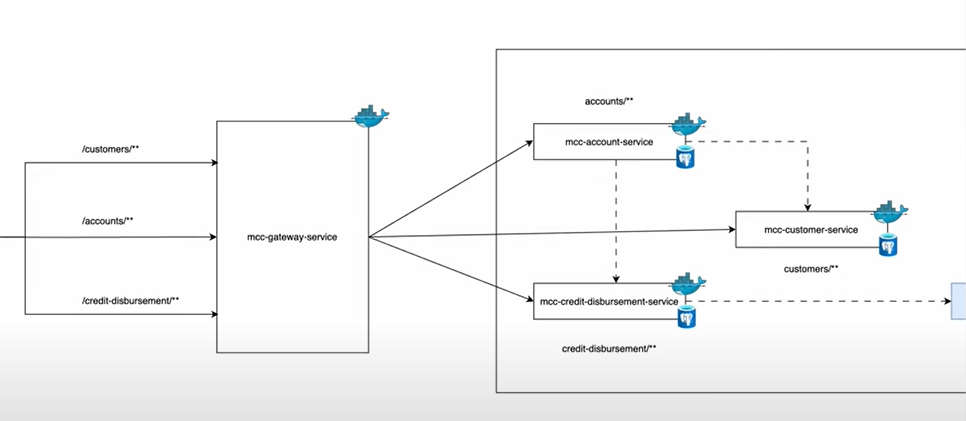 /customers/**
/accounts/**
/credit-disbursement/**
mcc-gateway-service
accounts/**
mcc-account-service
mcc-customer-service
customers/**
mcc-credit-disbursement-service
credit-disbursement/**